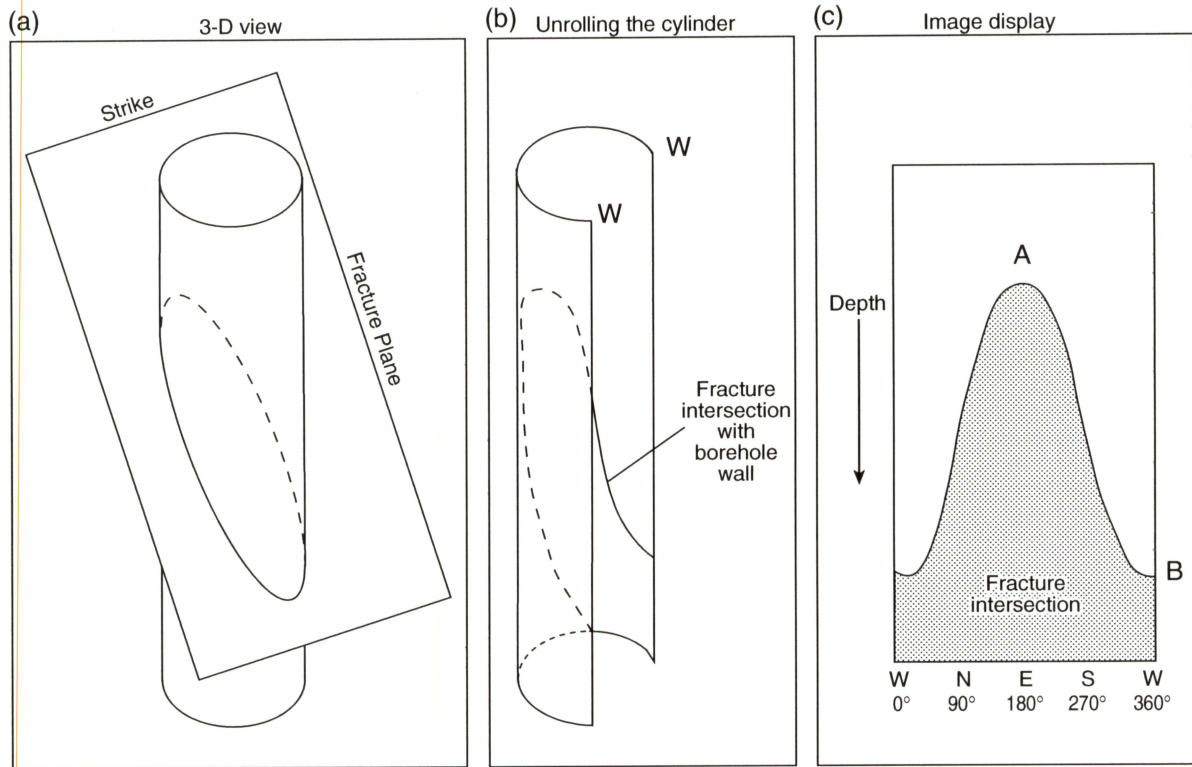 (a)
3-D view
Strike
Fracture Plane
(b)
Unrolling the cylinder
W
W
Fracture
intersection
with
borehole
wall
(c)
Image display
A
Depth
B
Fracture
intersection
W N E S W
0° 90° 180° 270° 360°